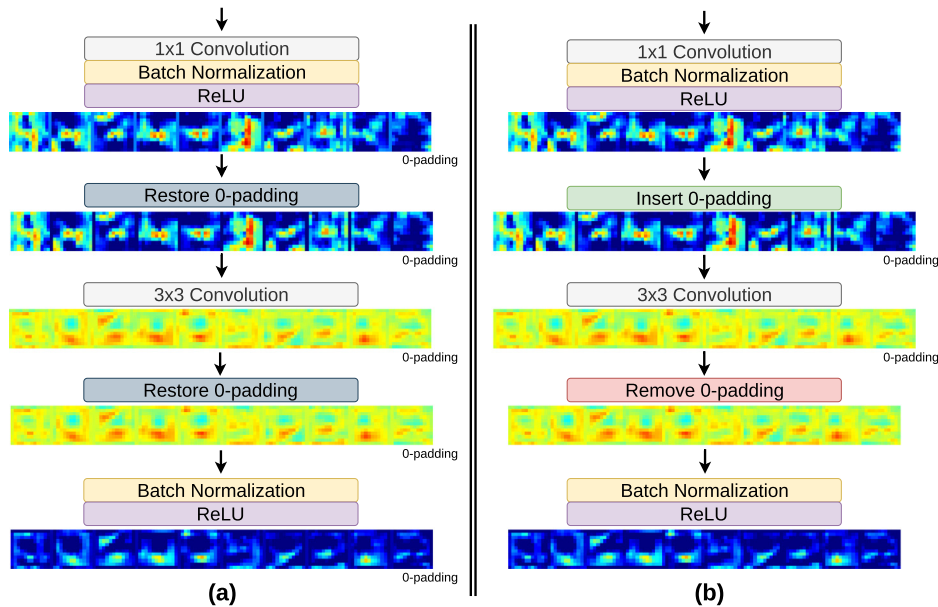 1x1 Convolution
Batch Normalization
ReLU
0-padding
Restore 0-padding
0-padding
3x3 Convolution
0-padding
Restore 0-padding
0-padding
Batch Normalization
ReLU
0-padding
(a)
1x1 Convolution
Batch Normalization
ReLU
Insert 0-padding
0-padding
3x3 Convolution
0-padding
Remove 0-padding
Batch Normalization
ReLU
(b)